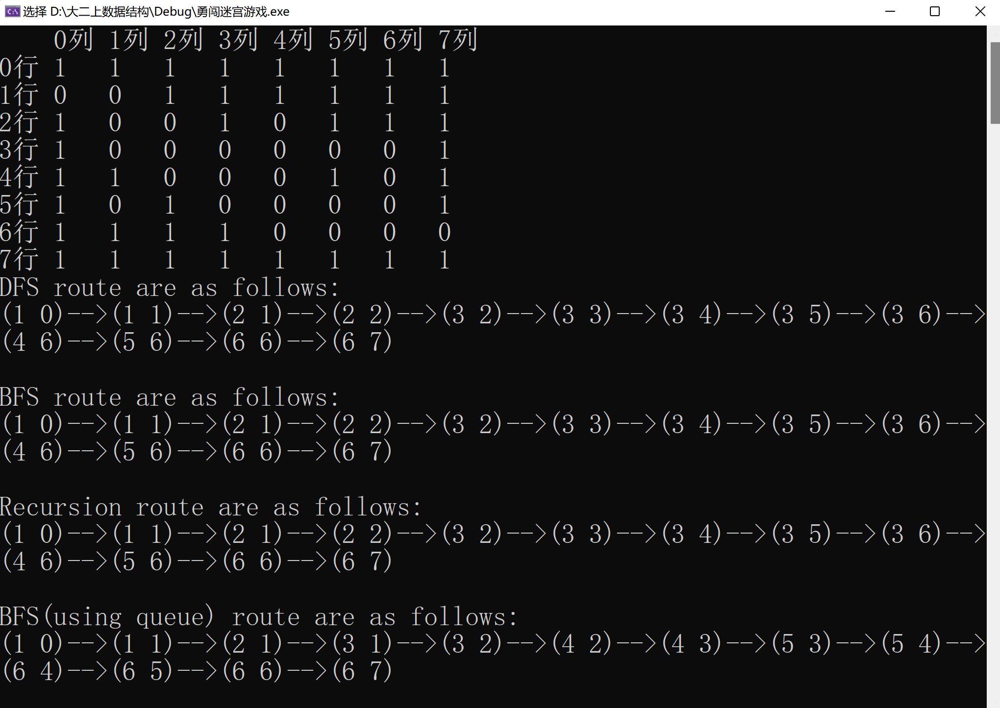 选择 D:\大二上数据结构\Debug\勇闯迷宫游戏.exe
0列 1列 2列 3列 4列 5列 6列 7列
0行 1 1 1 1 1 1 1 1
1行 0 0 1 1 1 1 1 1
2行 1 0 0 1 0 1 1 1
3行 1 0 0 0 0 0 0 1
4行 1 1 0 0 0 1 0 1
5行 1 0 1 0 0 0 0 1
6行 1 1 1 1 0 0 0 0
7行 1 1 1 1 1 1 1 1
DFS route are as follows:
(1 0)-->(1 1)-->(2 1)-->(2 2)-->(3 2)-->(3 3)-->(3 4)-->(3 5)-->(3 6)-->
(4 6)-->(5 6)-->(6 6)-->(6 7)
BFS route are as follows:
(1 0)-->(1 1)-->(2 1)-->(2 2)-->(3 2)-->(3 3)-->(3 4)-->(3 5)-->(3 6)-->
(4 6)-->(5 6)-->(6 6)-->(6 7)
Recursion route are as follows:
(1 0)-->(1 1)-->(2 1)-->(2 2)-->(3 2)-->(3 3)-->(3 4)-->(3 5)-->(3 6)-->
(4 6)-->(5 6)-->(6 6)-->(6 7)
BFS(using queue) route are as follows:
(1 0)-->(1 1)-->(2 1)-->(3 1)-->(3 2)-->(4 2)-->(4 3)-->(5 3)-->(5 4)-->
(6 4)-->(6 5)-->(6 6)-->(6 7)